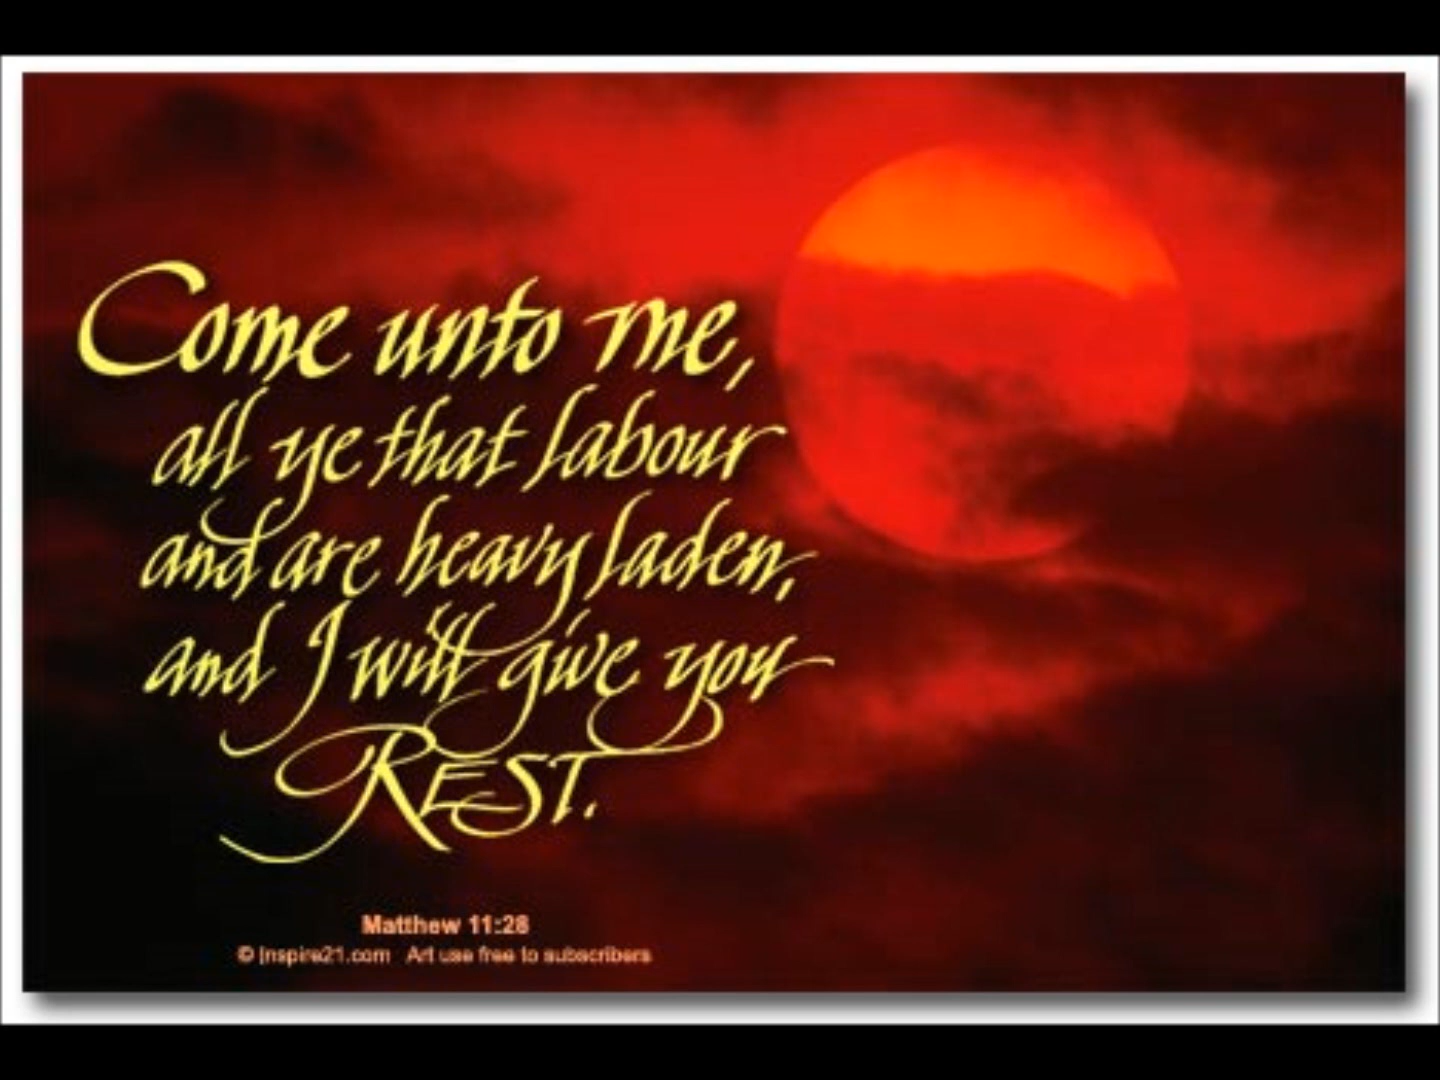 Come unto me,
all ye that labour
and are heavy laden,
and I will give you
REST.
Matthew 11:28
© Inspire21.com Art use free to subscribers